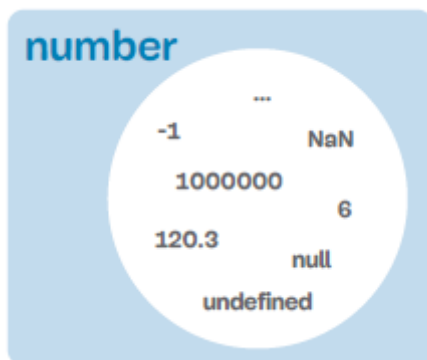 number
...
-1
NaN
1000000
6
120.3
null
undefined